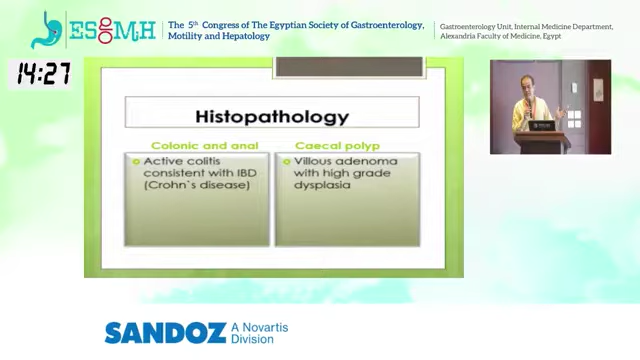 ESGMH
The 5th Congress of The Egyptian Society of Gastroenterology,
Motility and Hepatology
Gastroenterology Unit, Internal Medicine Department,
Alexandria Faculty of Medicine, Egypt
14:27
Histopathology
Colonic and anal
Active colitis
consistent with IBD
(Crohn`s disease)
Caecal polyp
Villous adenoma
with high grade
dysplasia
SANDOZ
A Novartis
Division